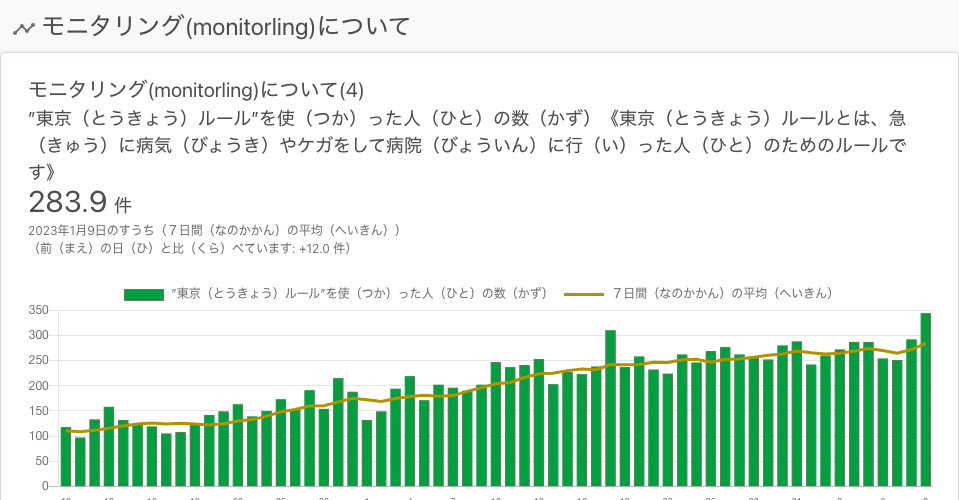 モニタリング(monitorling)について
モニタリング(monitorling)について(4)
”東京（とうきょう）ルール”を使（つか）った人（ひと）の数（かず）《東京（とうきょう）ルールとは、急
（きゅう）に病気（びょうき）やケガをして病院（びょういん）に行（い）った人（ひと）のためのルールで
す》
283.9 件
2023年1月9日のすうち（７日間（なのかかん）の平均（へいきん））
（前（まえ）の日（ひ）と比（くら）べています: +12.0 件）
”東京（とうきょう）ルール”を使（つか）った人（ひと）の数（かず） ７日間（なのかかん）の平均（へいきん）
350
300
250
200
150
100
50
0